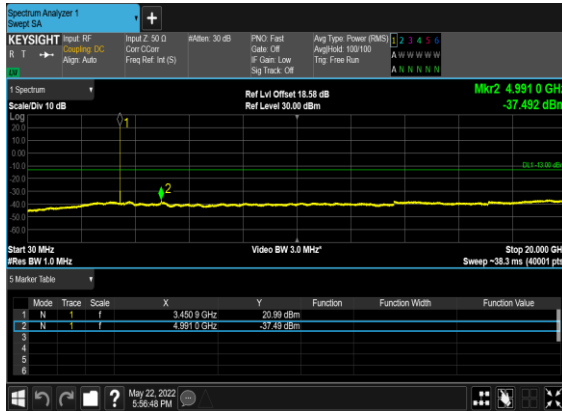 Spectrum Analyzer 1
Swept SA
+
KEYSIGHT Input: RF Input Z: 50 Ω #Atten: 30 dB PNO: Fast Avg Type: Power (RMS) 1 2 3 4 5 6
R T Coupling: DC Corr CCorr Gate: Off Avg|Hold: 100/100 A W W W W W
Align: Auto Freq Ref: Int (S) IF Gain: Low Trig: Free Run
LXI Sig Track: Off A N N N N N
1 Spectrum Ref Lvl Offset 18.58 dB Mkr2 4.991 0 GHz
Scale/Div 10 dB Ref Level 30.00 dBm -37.492 dBm
Log
1
20.0
10.0
0.00
-10.0 DL1 -13.00 dBm
-20.0
-30.0 2
-40.0
-50.0
-60.0
Start 30 MHz Video BW 3.0 MHz* Stop 20.000 GHz
#Res BW 1.0 MHz Sweep ~38.3 ms (40001 pts)
5 Marker Table
Mode Trace Scale X Y Function Function Width Function Value
1 N 1 f 3.450 9 GHz 20.99 dBm
2 N 1 f 4.991 0 GHz -37.49 dBm
3
4
5
6
? May 22, 2022
5:56:48 PM